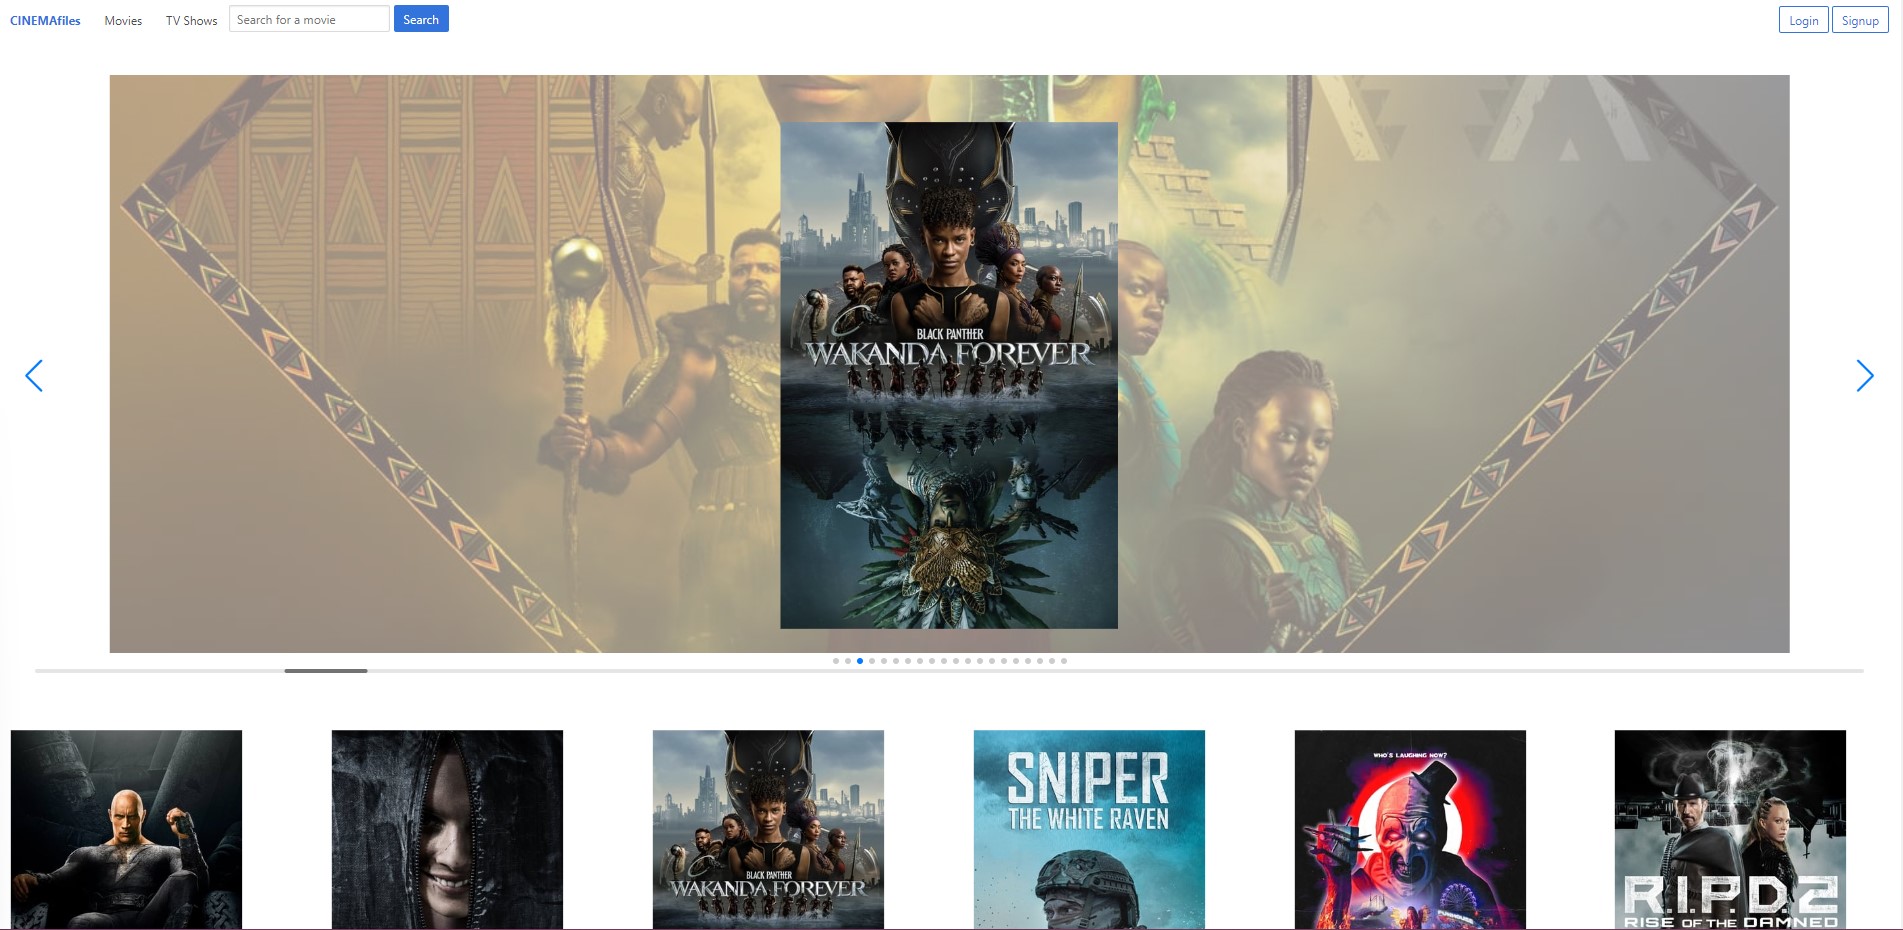 CINEMAfiles Movies TV Shows Search for a movie Search Login Signup
BLACK PANTHER
WAKANDA FOREVER
BLACK PANTHER
WAKANDA FOREVER
SNIPER
THE WHITE RAVEN
WHO'S LAUGHING NOW?
FUNHOUSE
R.I.P.D.2
RISE OF THE DAMNED